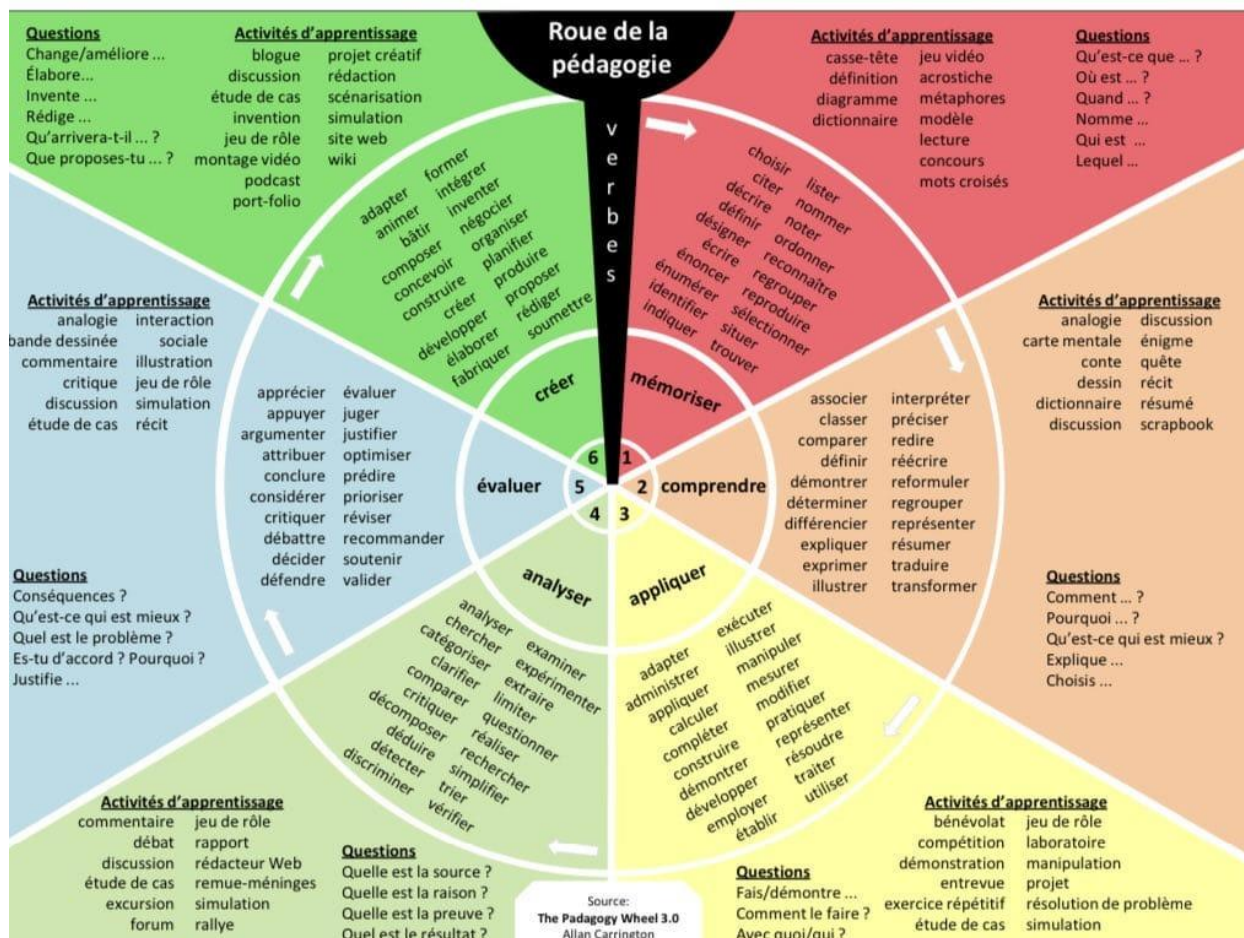 Roue de la
pédagogie
verbes
Activités d’apprentissage
casse-tête jeu vidéo
définition acrostiche
diagramme métaphores
dictionnaire modèle
lecture
concours
mots croisés
Questions
Qu’est-ce que ... ?
Où est ... ?
Quand ... ?
Nomme ...
Qui est ...
Lequel ...
choisir lister
citer nommer
décrire noter
définir ordonner
désigner reconnaître
écrire regrouper
énoncer reproduire
énumérer sélectionner
identifier situer
indiquer trouver
mémoriser
1
Activités d’apprentissage
analogie discussion
carte mentale énigme
conte quête
dessin récit
dictionnaire résumé
discussion scrapbook
associer interpréter
classer préciser
comparer redire
définir réécrire
démontrer reformuler
déterminer regrouper
différencier représenter
expliquer résumer
exprimer traduire
illustrer transformer
2 comprendre
Questions
Comment ... ?
Pourquoi ... ?
Qu’est-ce qui est mieux ?
Explique ...
Choisis ...
3
appliquer
adapter exécuter
administrer illustrer
appliquer manipuler
calculer mesurer
compléter modifier
construire pratiquer
démontrer représenter
développer résoudre
employer traiter
établir utiliser
Activités d’apprentissage
bénévolat jeu de rôle
compétition laboratoire
démonstration manipulation
entrevue projet
exercice répétitif résolution de problème
étude de cas simulation
Questions
Fais/démontre ...
Comment le faire ?
Avec quoi/qui ?
Source:
The Padagogy Wheel 3.0
Allan Carrington
4
analyser
analyser examiner
chercher expérimenter
catégoriser extraire
clarifier limiter
comparer questionner
critiquer réaliser
décomposer rechercher
déduire simplifier
détecter trier
discriminer vérifier
Activités d’apprentissage
commentaire jeu de rôle
débat rapport
discussion rédacteur Web
étude de cas remue-méninges
excursion simulation
forum rallye
Questions
Quelle est la source ?
Quelle est la raison ?
Quelle est la preuve ?
Quel est le résultat ?
évaluer 5
apprécier évaluer
appuyer juger
argumenter justifier
attribuer optimiser
conclure prédire
considérer prioriser
critiquer réviser
débattre recommander
décider soutenir
défendre valider
Activités d’apprentissage
analogie interaction
bande dessinée sociale
commentaire illustration
critique jeu de rôle
discussion simulation
étude de cas récit
Questions
Conséquences ?
Qu’est-ce qui est mieux ?
Quel est le problème ?
Es-tu d’accord ? Pourquoi ?
Justifie ...
6
créer
adapter former
animer intégrer
bâtir inventer
composer négocier
concevoir organiser
construire planifier
créer produire
développer proposer
élaborer rédiger
fabriquer soumettre
Questions
Change/améliore ...
Élabore...
Invente ...
Rédige ...
Qu’arrivera-t-il ... ?
Que proposes-tu ... ?
Activités d’apprentissage
blogue projet créatif
discussion rédaction
étude de cas scénarisation
invention simulation
jeu de rôle site web
montage vidéo wiki
podcast
port-folio